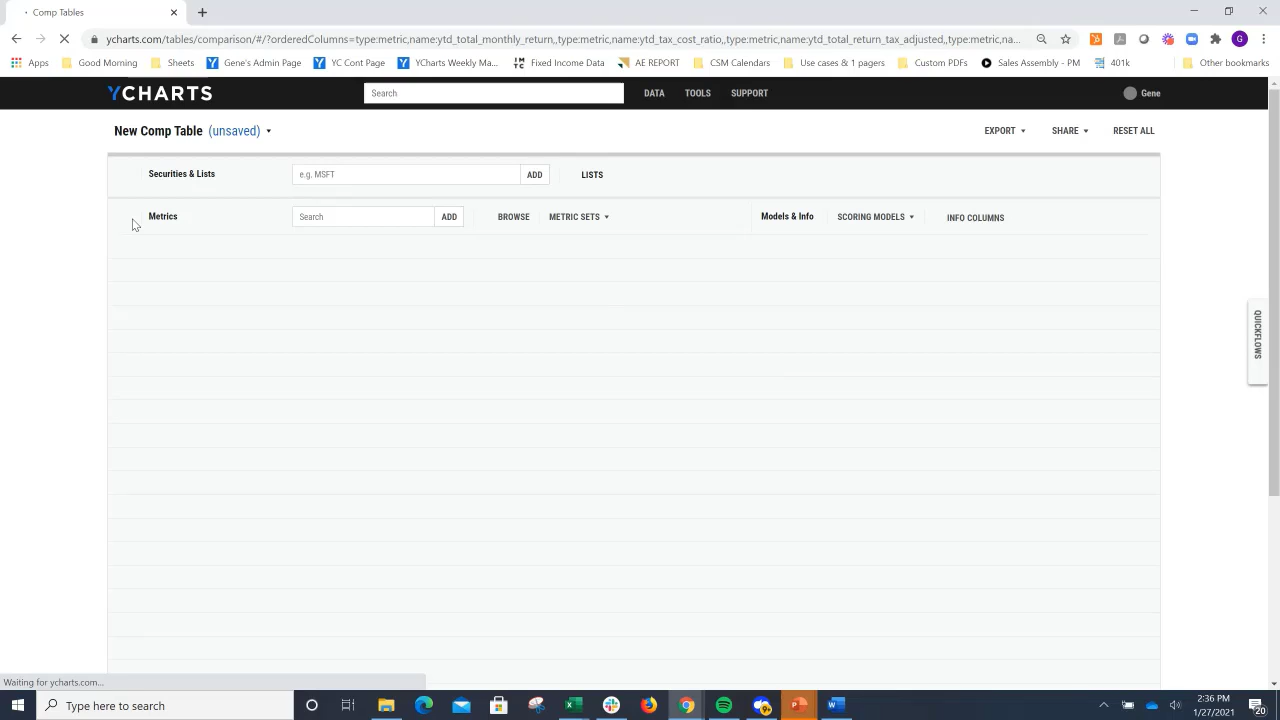 Comp Tables
ycharts.com/tables/comparison/#/?orderedColumns=type:metric,name:ytd_total_monthly_return_,type:metric,name:ytd_tax_cost_ratio,,type:metric,name:ytd_total_return_tax_adjusted,,type:metric,na...
Apps Good Morning Sheets Gene's Admin Page YC Cont Page YCharts Weekly Ma... Fixed Income Data AE REPORT CSM Calendars Use cases & 1 pagers Custom PDFs Sales Assembly - PM 401k Other bookmarks
YCHARTS Search DATA TOOLS SUPPORT Gene
New Comp Table (unsaved) EXPORT SHARE RESET ALL
Securities & Lists e.g. MSFT ADD LISTS
Metrics Search ADD BROWSE METRIC SETS Models & Info SCORING MODELS INFO COLUMNS
QUICKFLOWS
Waiting for ycharts.com...
Type here to search 9+ 2:36 PM
1/27/2021 20